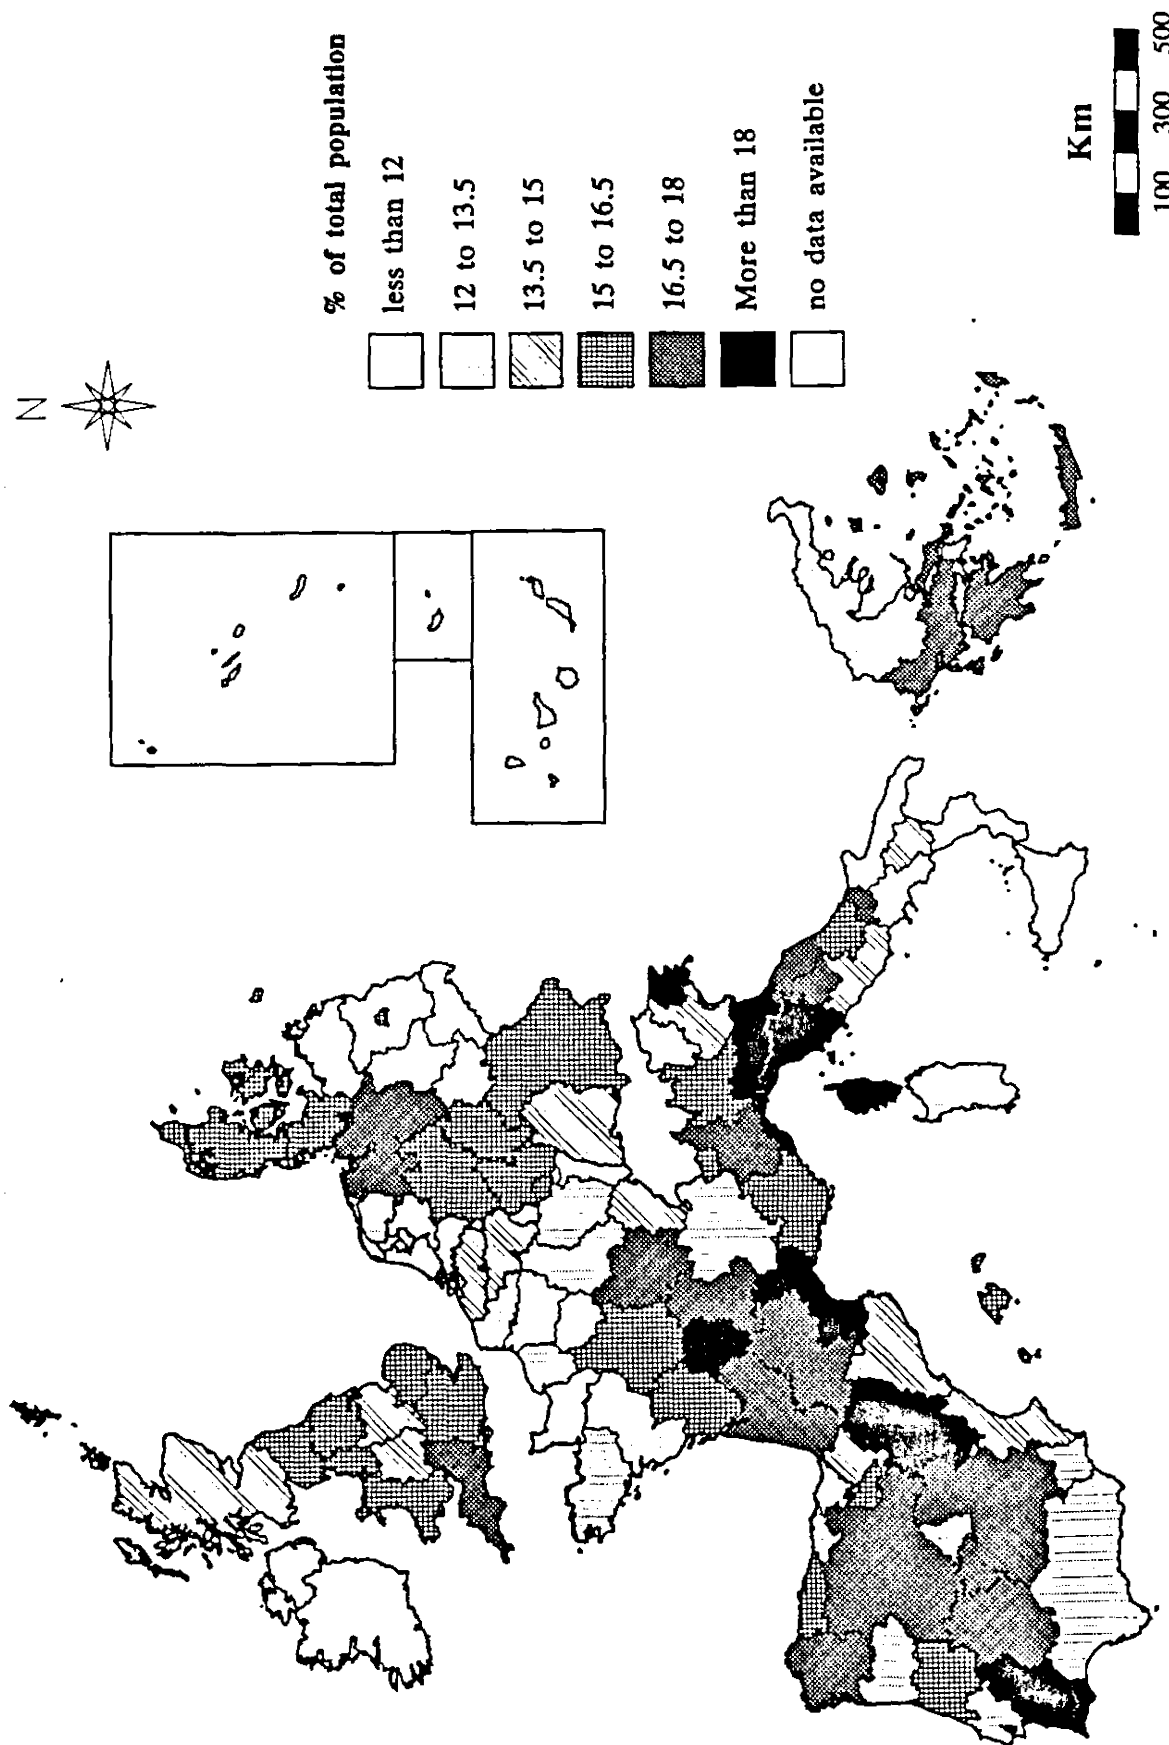 N
% of total population
less than 12
12 to 13.5
13.5 to 15
15 to 16.5
16.5 to 18
More than 18
no data available
Km
100 300 500